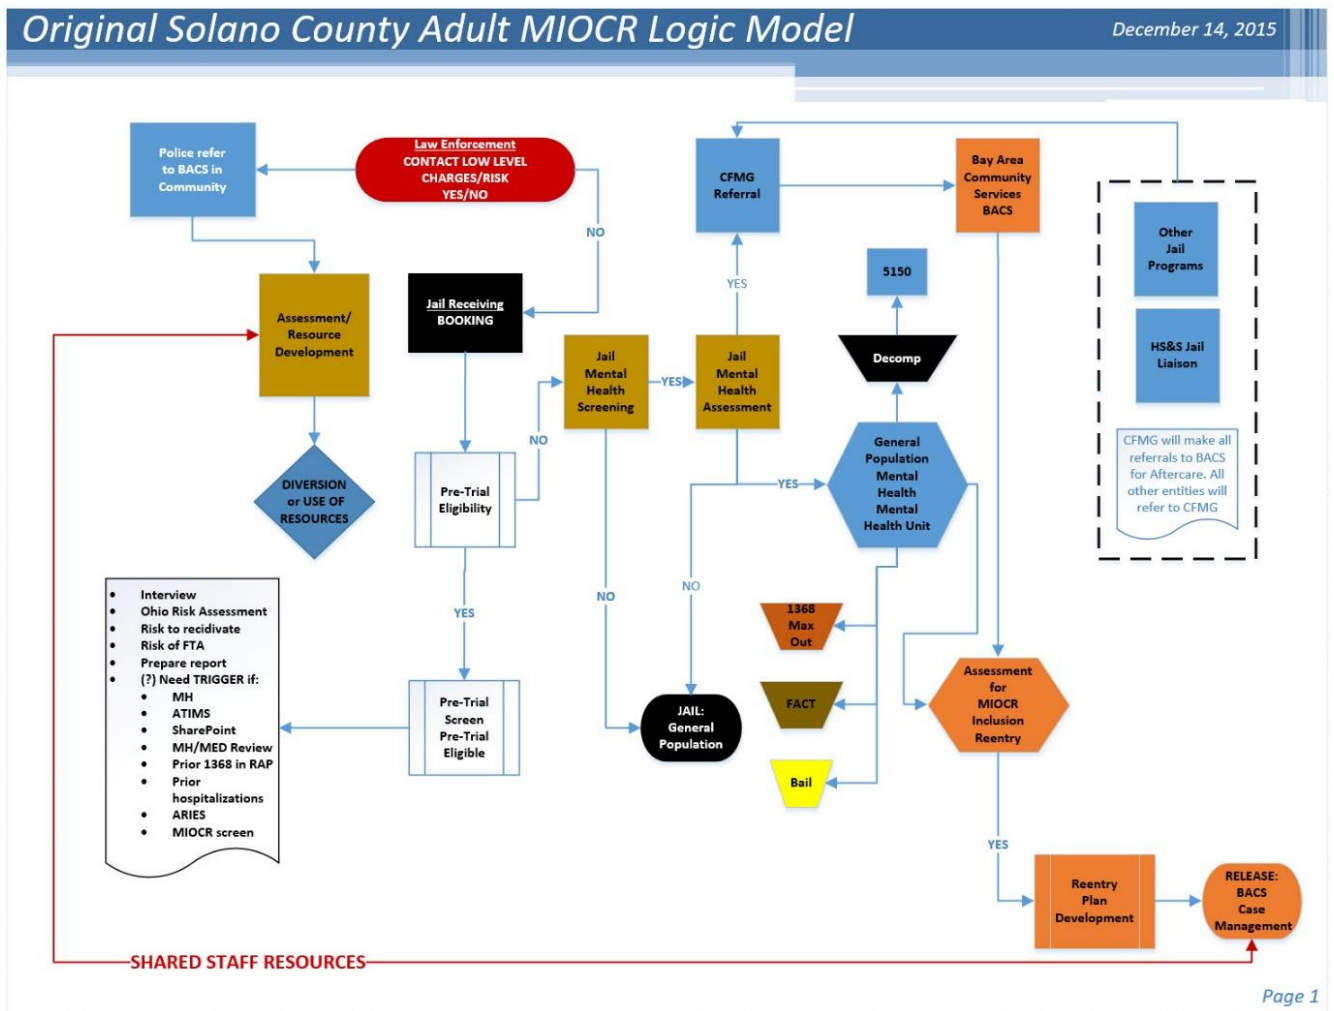 Original Solano County Adult MIOCR Logic Model
December 14, 2015
Police refer
to BACS in
Community
Law Enforcement
CONTACT LOW LEVEL
CHARGES/RISK
YES/NO
CFMG
Referral
Bay Area
Community
Services
BACS
Other
Jail
Programs
HS&S Jail
Liaison
CFMG will make all
referrals to BACS
for Aftercare. All
other entities will
refer to CFMG
NO
5150
YES
Assessment/
Resource
Development
Jail Receiving
BOOKING
Jail
Mental
Health
Screening
YES
Jail
Mental
Health
Assessment
Decomp
NO
General
Population
Mental
Health
Mental
Health Unit
YES
DIVERSION
or USE OF
RESOURCES
Pre-Trial
Eligibility
YES
NO
NO
• Interview
• Ohio Risk Assessment
• Risk to recidivate
• Risk of FTA
• Prepare report
• (?) Need TRIGGER if:
• MH
• ATIMS
• SharePoint
• MH/MED Review
• Prior 1368 in RAP
• Prior
hospitalizations
• ARIES
• MIOCR screen
Pre-Trial
Screen
Pre-Trial
Eligible
JAIL:
General
Population
1368
Max
Out
FACT
Bail
Assessment
for
MIOCR
Inclusion
Reentry
YES
Reentry
Plan
Development
RELEASE:
BACS
Case
Management
SHARED STAFF RESOURCES
Page 1